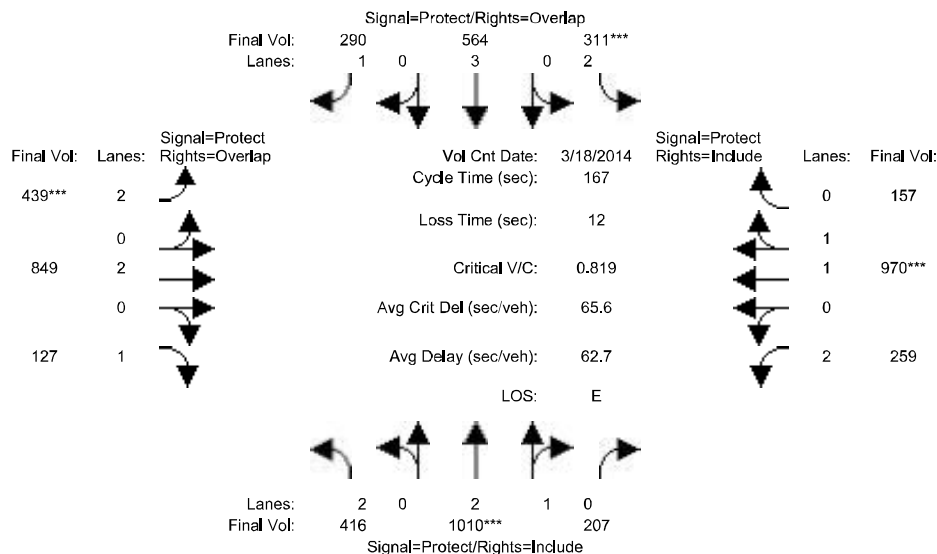 Signal=Protect/Rights=Overlap
Final Vol: 290 564 311***
Lanes: 1 0 3 0 2
Signal=Protect
Final Vol: Lanes: Rights=Overlap
Vol Cnt Date: 3/18/2014
Signal=Protect
Rights=Include Lanes: Final Vol:
439*** 2
Cycle Time (sec): 167
0 157
0
Loss Time (sec): 12
1
849 2
Critical V/C: 0.819
1 970***
0
Avg Crit Del (sec/veh): 65.6
0
127 1
Avg Delay (sec/veh): 62.7
2 259
LOS: E
Lanes: 2 0 2 1 0
Final Vol: 416 1010*** 207
Signal=Protect/Rights=Include